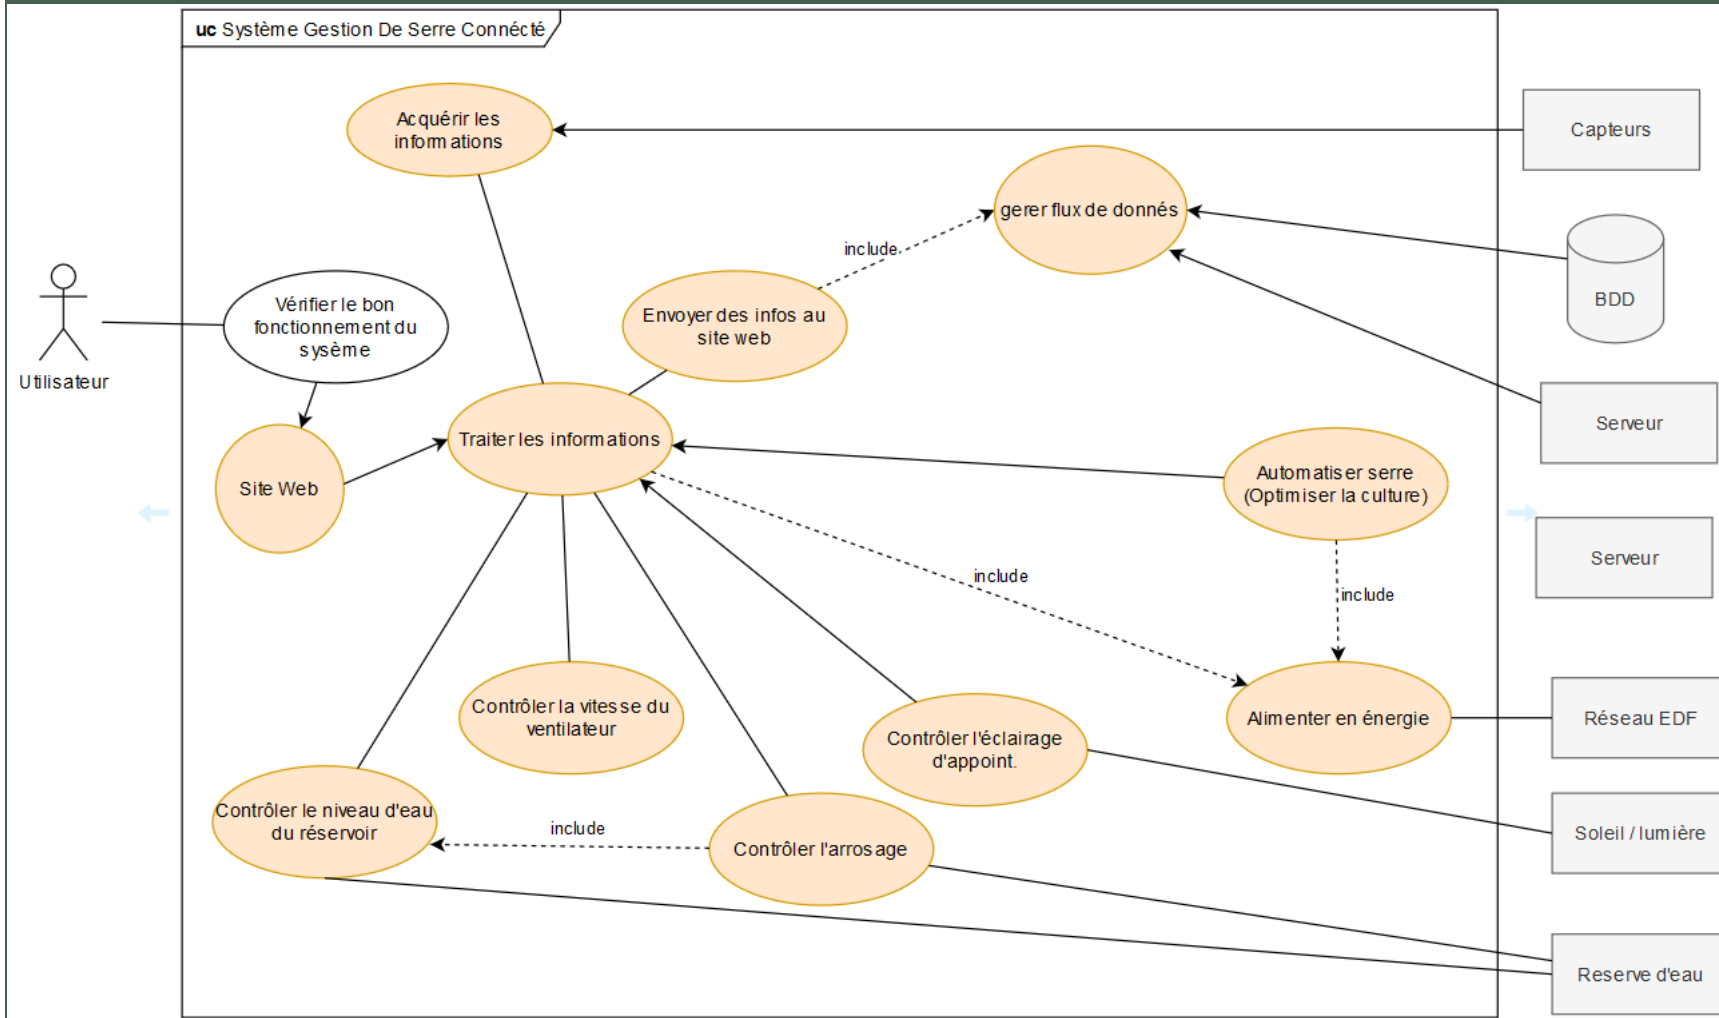 uc Système Gestion De Serre Connécté
Acquérir les
informations
Capteurs
gerer flux de donnés
include
BDD
Vérifier le bon
fonctionnement du
sysème
Envoyer des infos au
site web
Utilisateur
Serveur
Traiter les informations
Site Web
Automatiser serre
(Optimiser la culture)
Serveur
include
include
Contrôler la vitesse du
ventilateur
Alimenter en énergie
Réseau EDF
Contrôler l'éclairage
d'appoint.
Contrôler le niveau d'eau
du réservoir
include
Contrôler l'arrosage
Soleil / lumière
Reserve d'eau